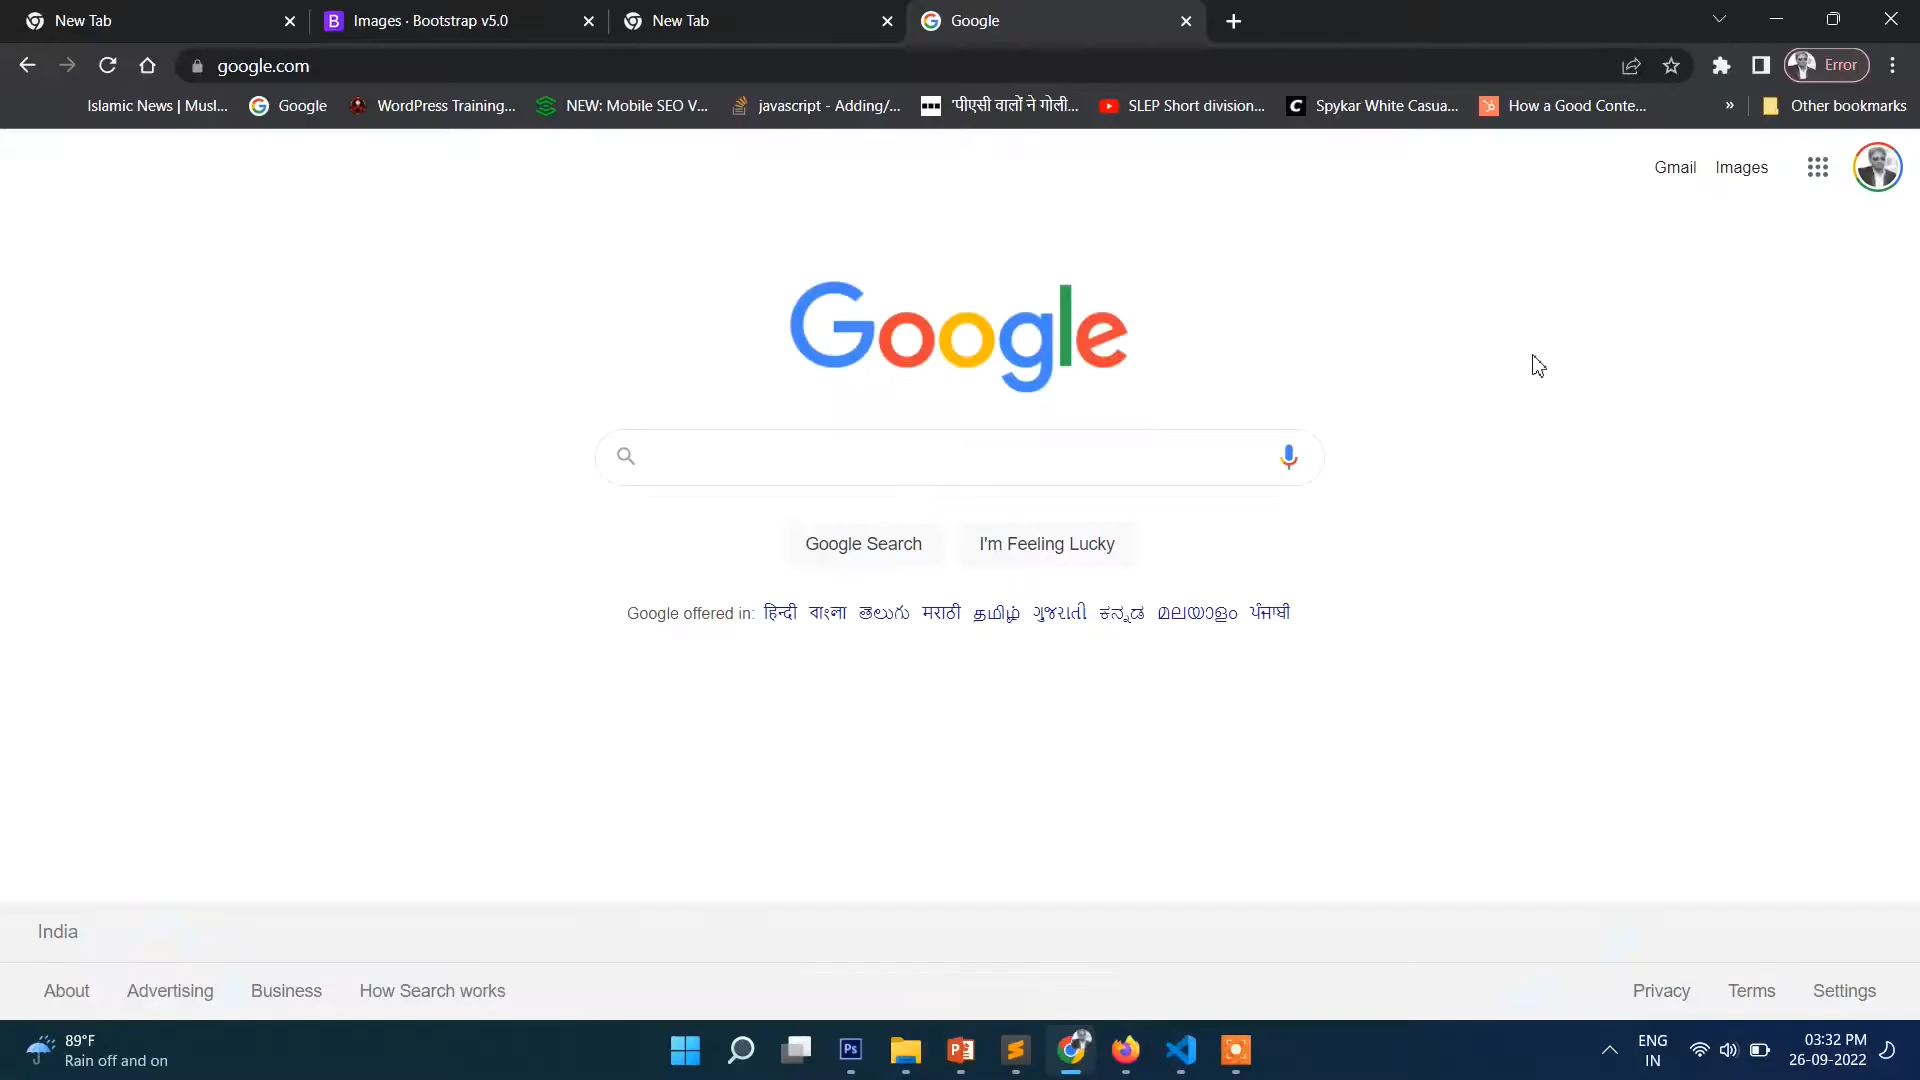 New Tab
Images · Bootstrap v5.0
New Tab
Google
google.com
Error
Islamic News | Musl...
Google
WordPress Training...
NEW: Mobile SEO V...
javascript - Adding/...
'पीएसी वालों ने गोली...
SLEP Short division...
Spykar White Casua...
How a Good Conte...
»
Other bookmarks
Gmail
Images
Google
Google Search
I'm Feeling Lucky
Google offered in: हिन्दी বাংলা తెలుగు मराठी தமிழ் ગુજરાતી ಕನ್ನಡ മലയാളം ਪੰਜਾਬੀ
India
About
Advertising
Business
How Search works
Privacy
Terms
Settings
89°F
Rain off and on
Ps
ENG
IN
03:32 PM
26-09-2022